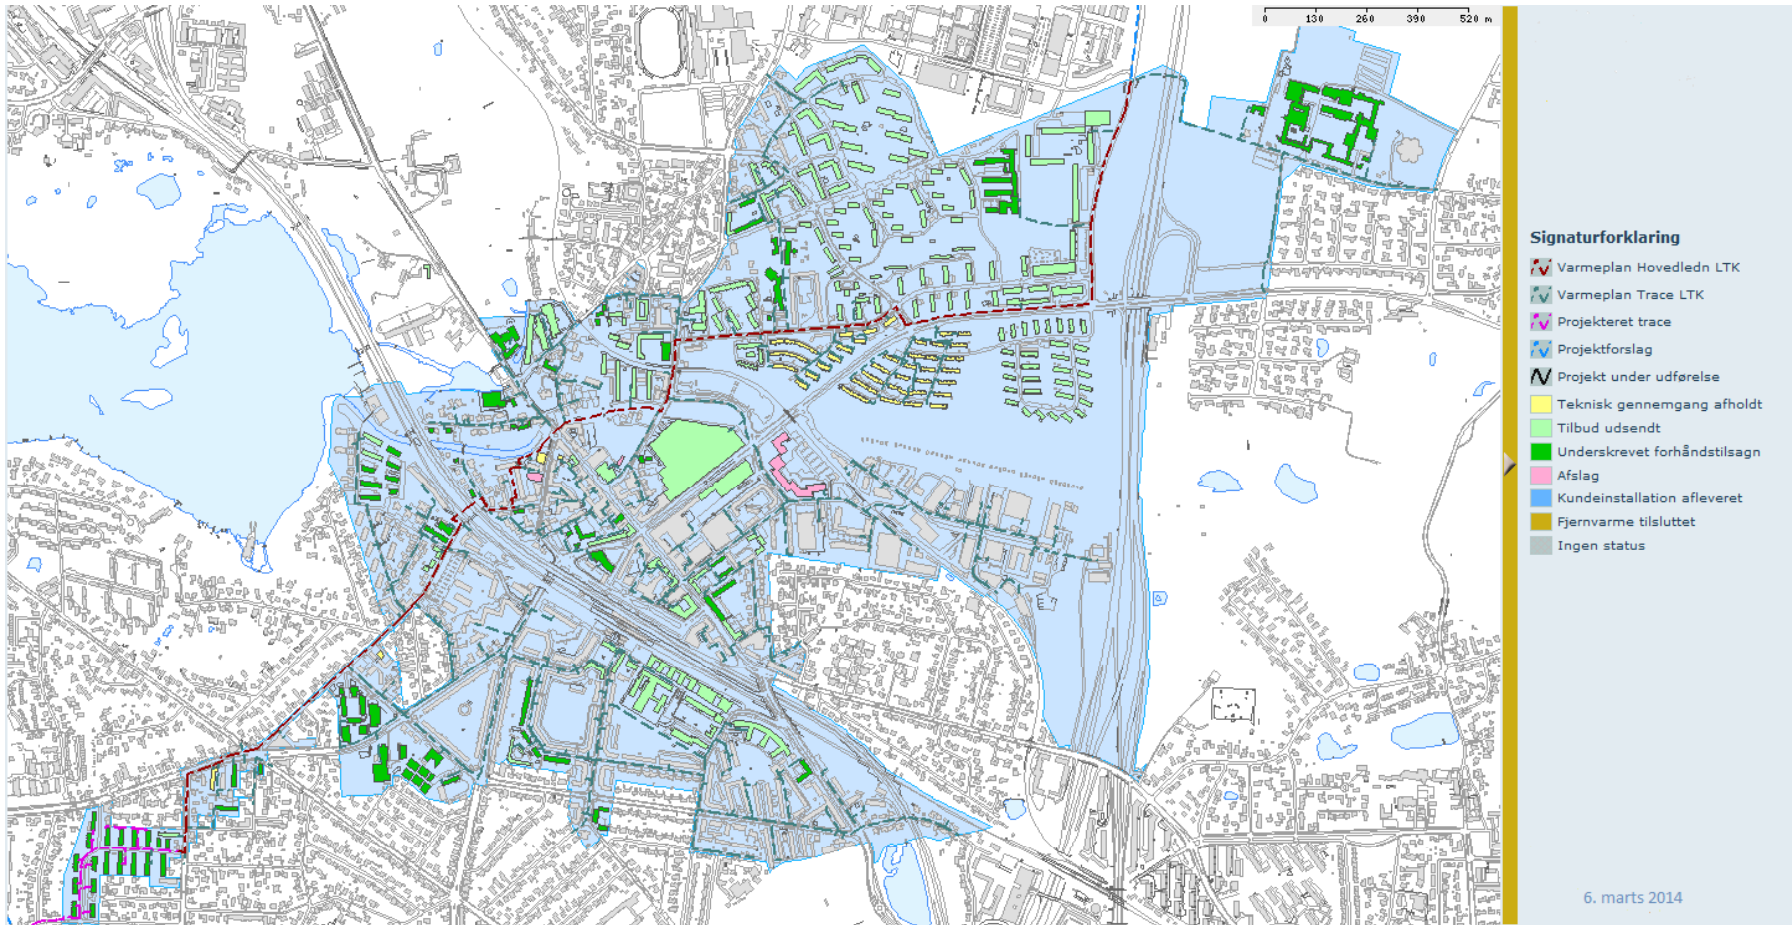 0 130 260 390 520 m
Signaturforklaring
Varmeplan Hovedledn LTK
Varmeplan Trace LTK
Projekteret trace
Projektforslag
Projekt under udførelse
Teknisk gennemgang afholdt
Tilbud udsendt
Underskrevet forhåndstilsagn
Afslag
Kundeinstallation afleveret
Fjernvarme tilsluttet
Ingen status
6. marts 2014